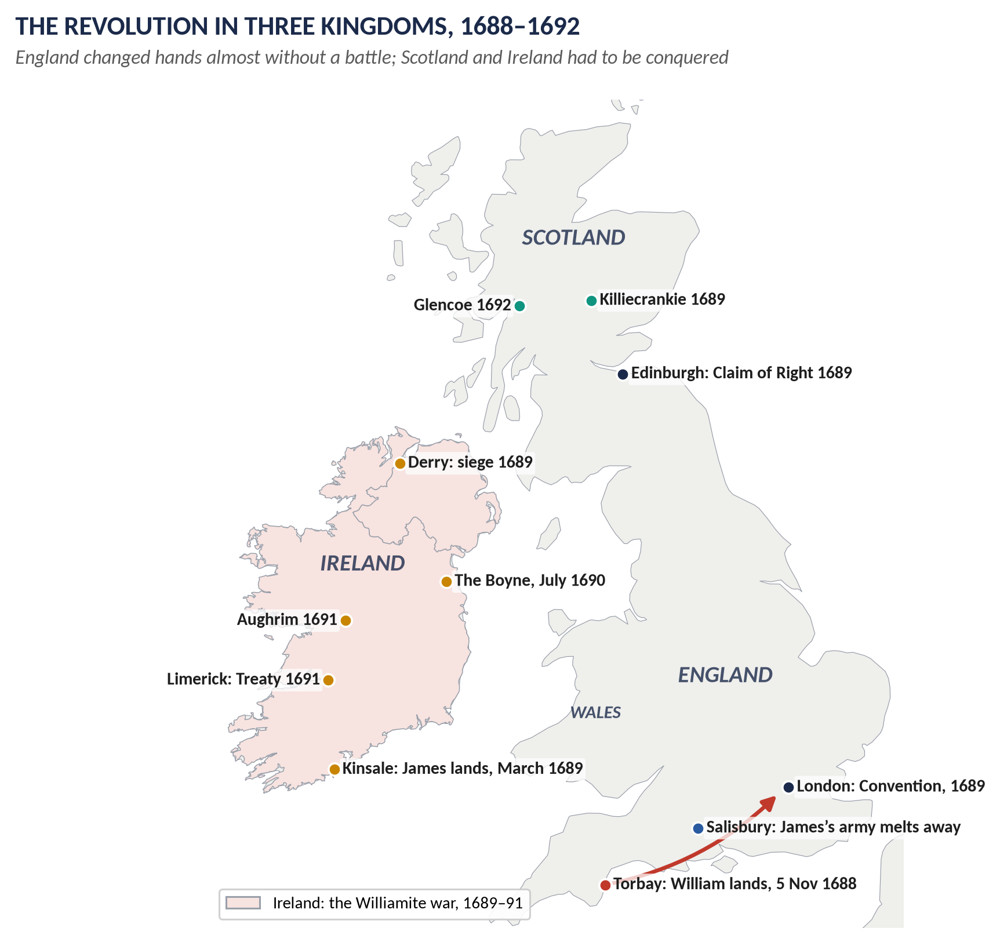 THE REVOLUTION IN THREE KINGDOMS, 1688–1692
England changed hands almost without a battle; Scotland and Ireland had to be conquered
SCOTLAND
Glencoe 1692
Killiecrankie 1689
Edinburgh: Claim of Right 1689
Derry: siege 1689
IRELAND
The Boyne, July 1690
Aughrim 1691
Limerick: Treaty 1691
ENGLAND
WALES
Kinsale: James lands, March 1689
London: Convention, 1689
Salisbury: James’s army melts away
Torbay: William lands, 5 Nov 1688
Ireland: the Williamite war, 1689–91